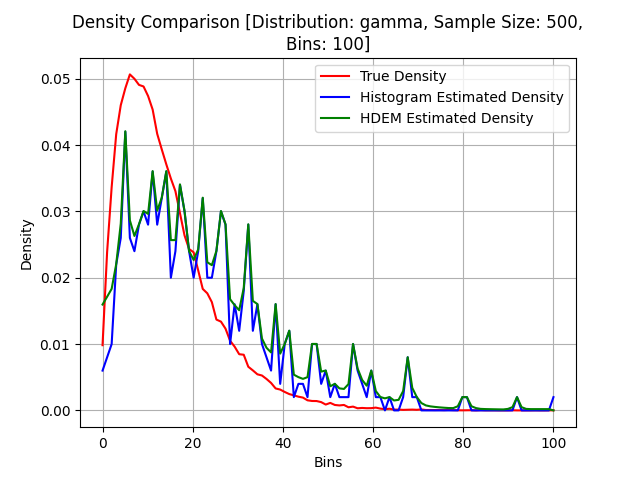 Density Comparison [Distribution: gamma, Sample Size: 500,
Bins: 100]
True Density
Histogram Estimated Density
HDEM Estimated Density
Density
0.05
0.04
0.03
0.02
0.01
0.00
0 20 40 60 80 100
Bins